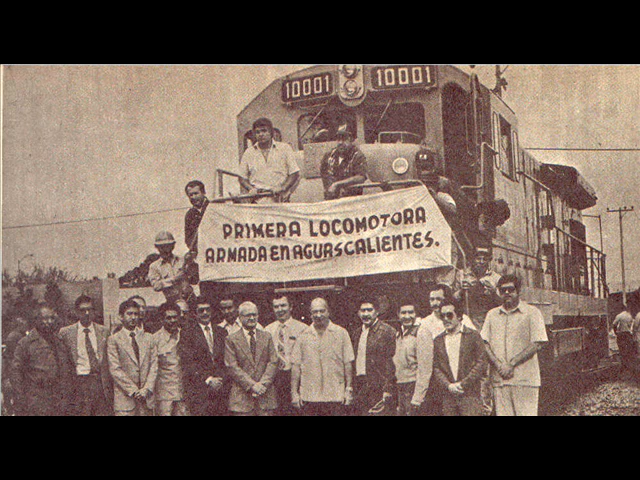 10001 10001
PRIMERA LOCOMOTORA
ARMADA EN AGUASCALIENTES.